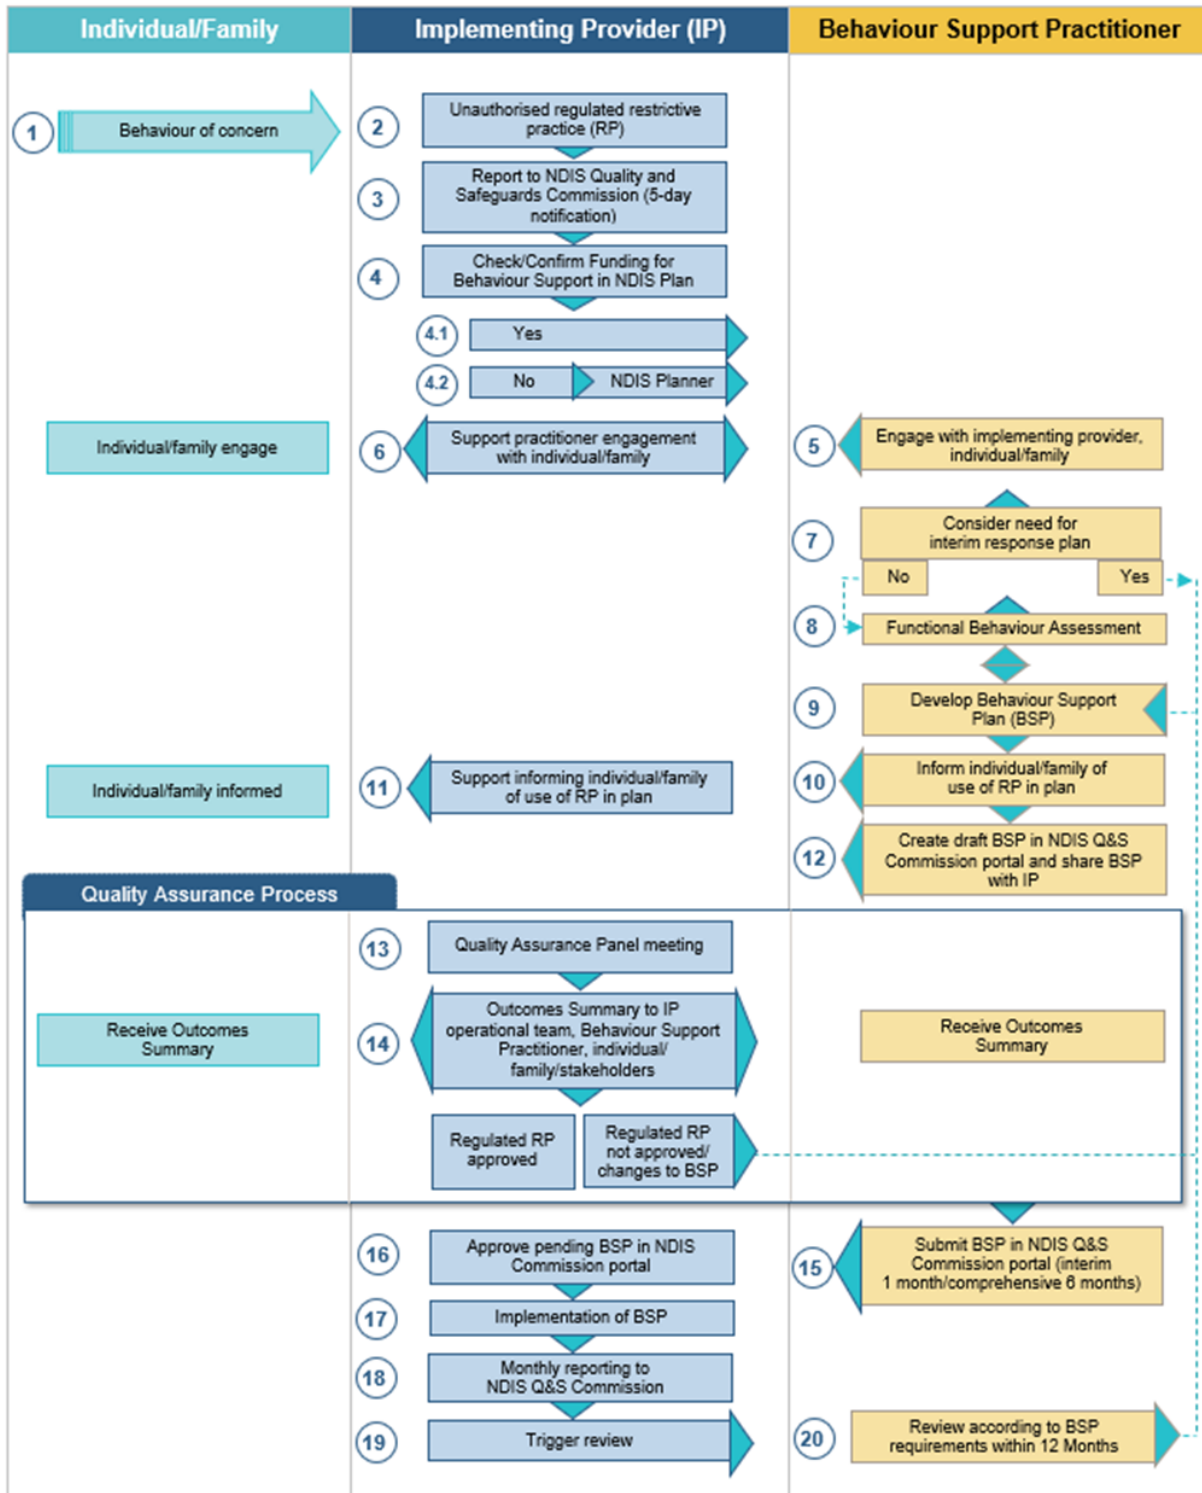 Individual/Family
Implementing Provider (IP)
Behaviour Support Practitioner
1
Behaviour of concern
2
Unauthorised regulated restrictive
practice (RP)
3
Report to NDIS Quality and
Safeguards Commission (5-day
notification)
4
Check/Confirm Funding for
Behaviour Support in NDIS Plan
4.1
Yes
4.2
No
NDIS Planner
Individual/family engage
6
Support practitioner engagement
with individual/family
5
Engage with implementing provider,
individual/family
7
Consider need for
interim response plan
No
Yes
8
Functional Behaviour Assessment
9
Develop Behaviour Support
Plan (BSP)
Individual/family informed
11
Support informing individual/family
of use of RP in plan
10
Inform individual/family of
use of RP in plan
12
Create draft BSP in NDIS Q&S
Commission portal and share BSP
with IP
Quality Assurance Process
13
Quality Assurance Panel meeting
Receive Outcomes
Summary
14
Outcomes Summary to IP
operational team, Behaviour Support
Practitioner, individual/
family/stakeholders
Receive Outcomes
Summary
Regulated RP
approved
Regulated RP
not approved/
changes to BSP
16
Approve pending BSP in NDIS
Commission portal
15
Submit BSP in NDIS Q&S
Commission portal (interim
1 month/comprehensive 6 months)
17
Implementation of BSP
18
Monthly reporting to
NDIS Q&S Commission
19
Trigger review
20
Review according to BSP
requirements within 12 Months